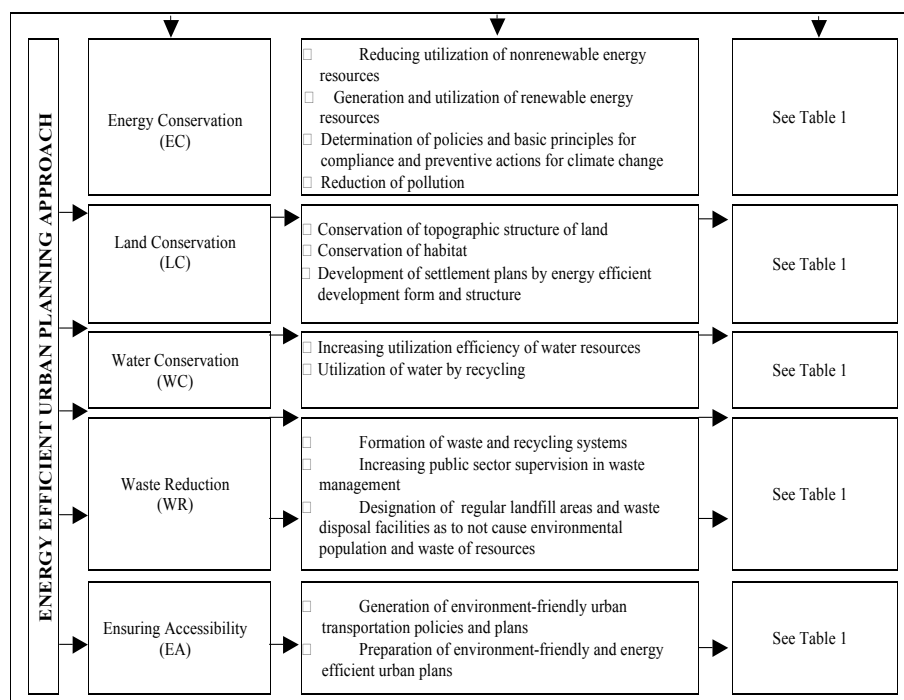 ENERGY EFFICIENT URBAN PLANNING APPROACH
Energy Conservation
(EC)
Reducing utilization of nonrenewable energy
resources
Generation and utilization of renewable energy
resources
Determination of policies and basic principles for
compliance and preventive actions for climate change
Reduction of pollution
See Table 1
Land Conservation
(LC)
Conservation of topographic structure of land
Conservation of habitat
Development of settlement plans by energy efficient
development form and structure
See Table 1
Water Conservation
(WC)
Increasing utilization efficiency of water resources
Utilization of water by recycling
See Table 1
Waste Reduction
(WR)
Formation of waste and recycling systems
Increasing public sector supervision in waste
management
Designation of regular landfill areas and waste
disposal facilities as to not cause environmental
population and waste of resources
See Table 1
Ensuring Accessibility
(EA)
Generation of environment-friendly urban
transportation policies and plans
Preparation of environment-friendly and energy
efficient urban plans
See Table 1